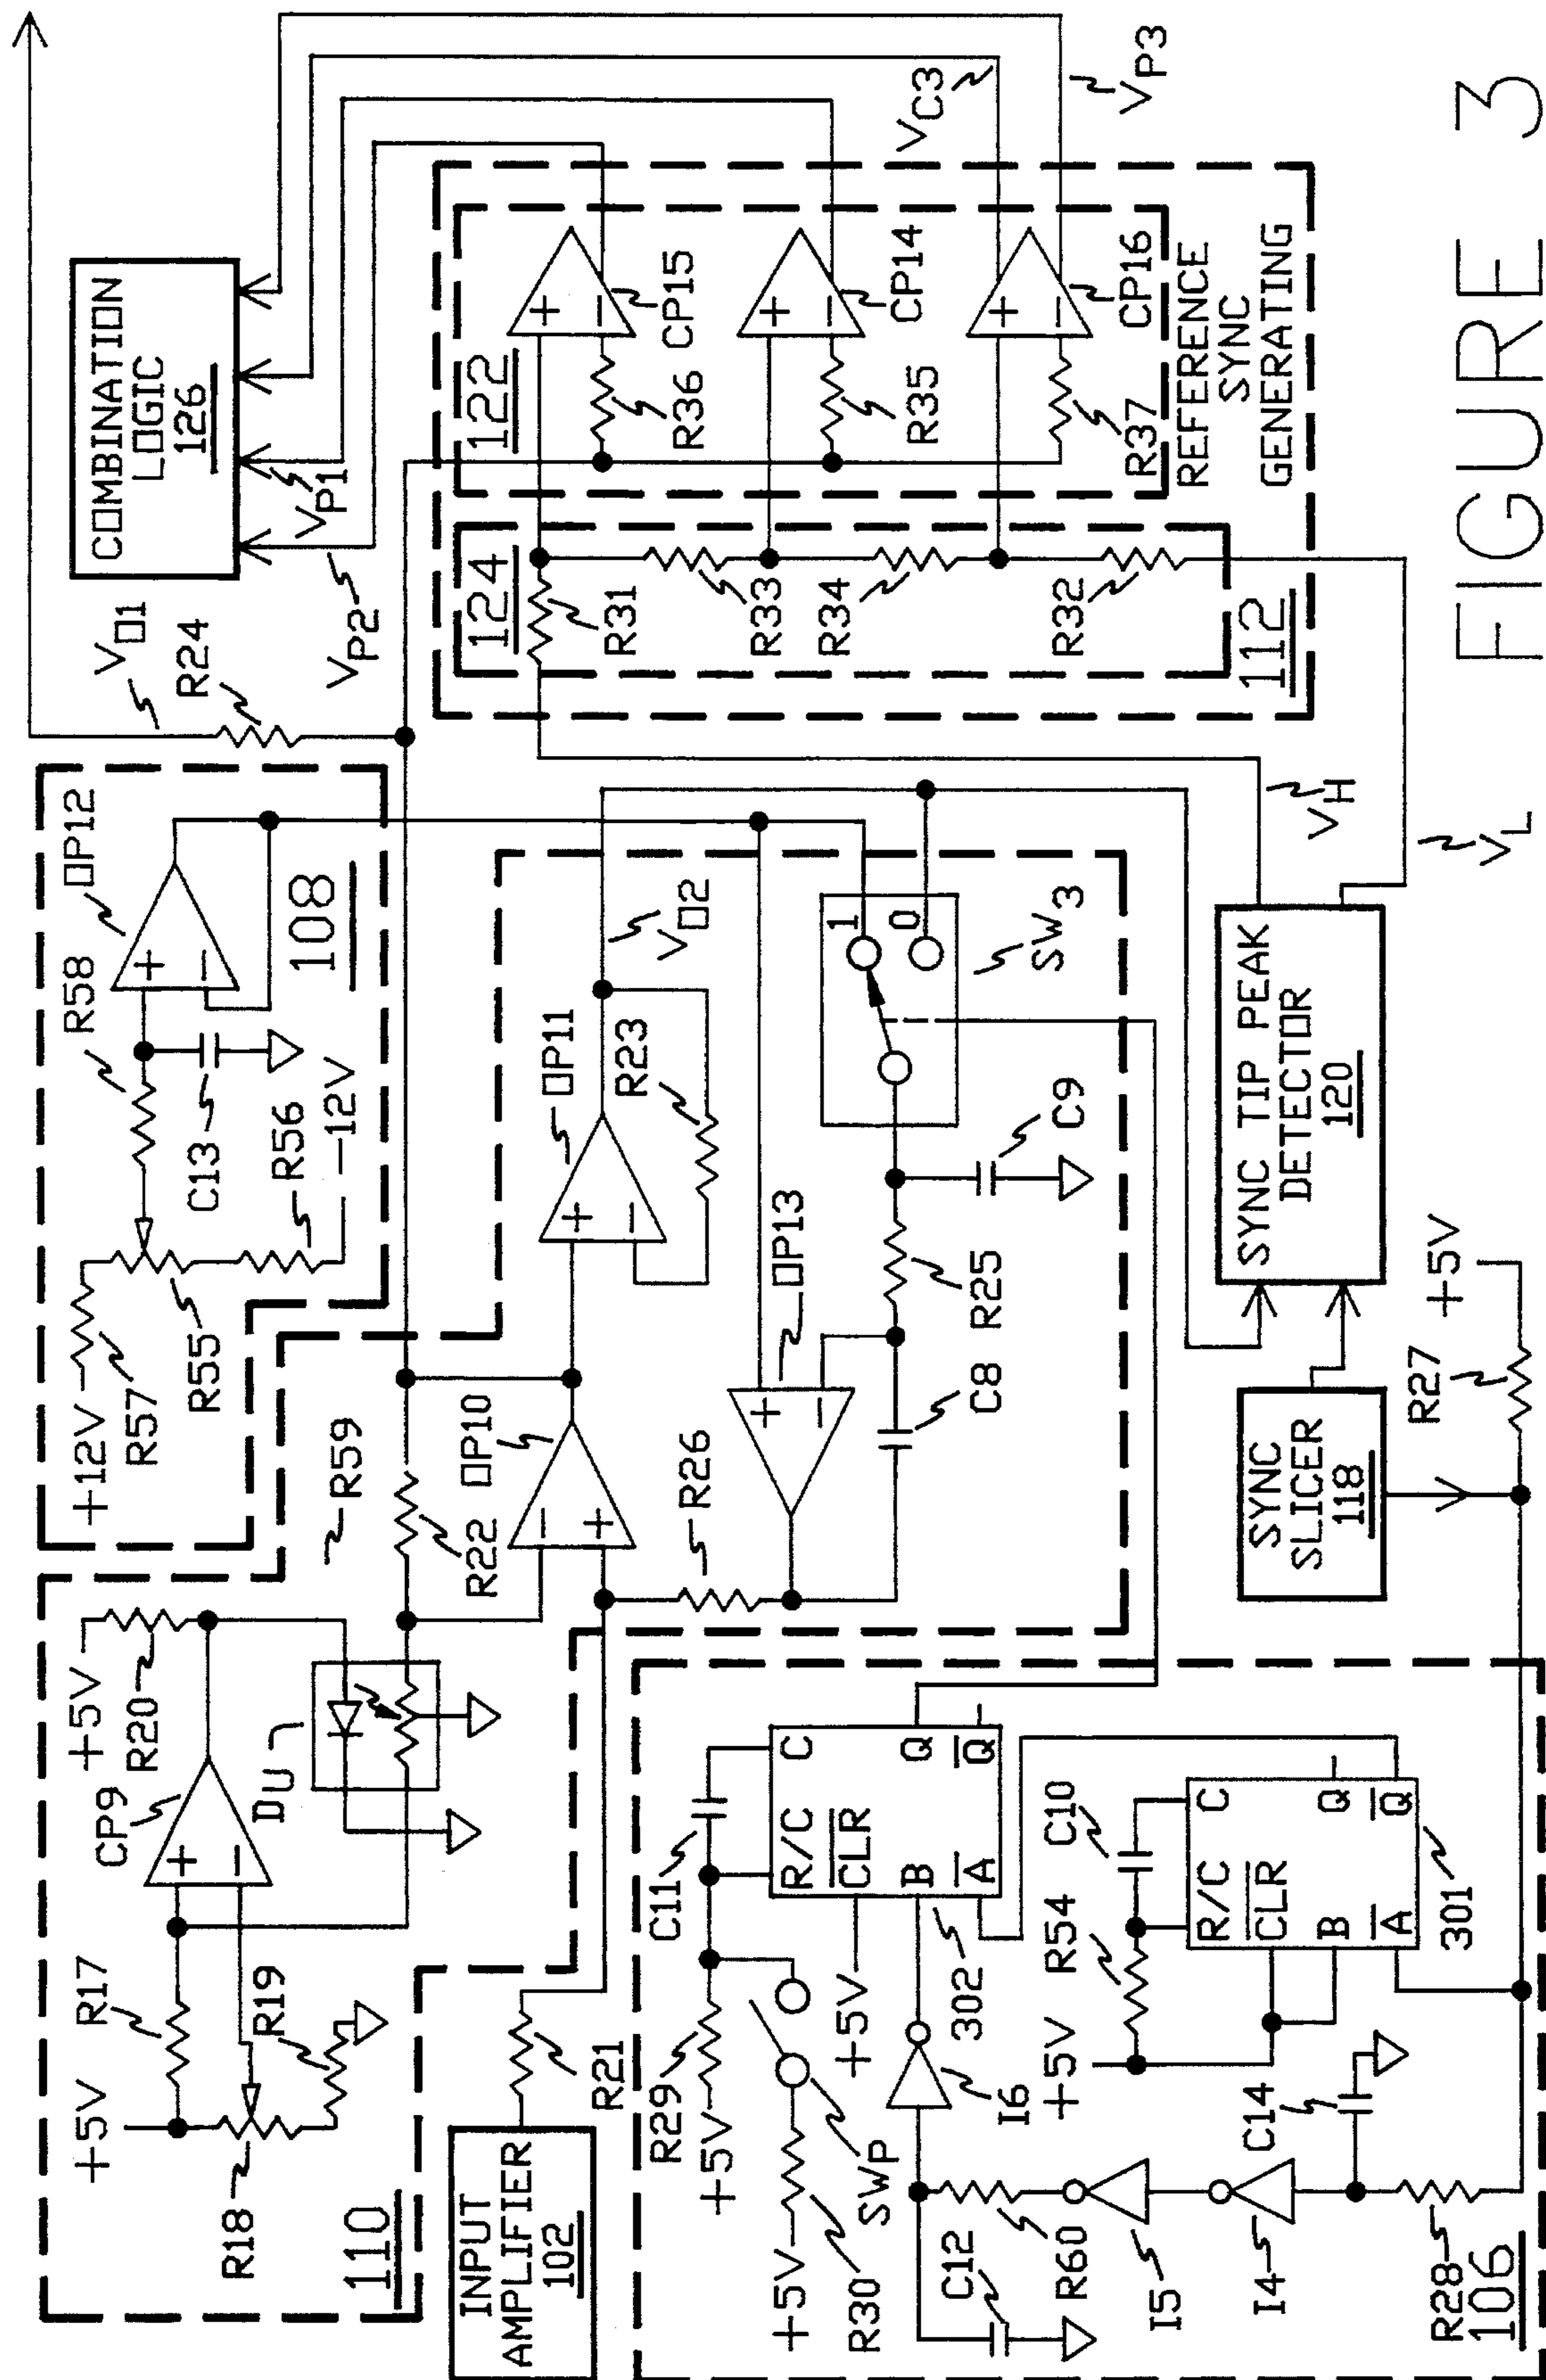 +12V
R57
R55
R58
OP12
C13
R56
-12V
108
V01
R24
COMBINATION
LOGIC
126
VP1
VP2
+5V
R20
CP9
+
-
DU
R17
+5V
R18
R19
110
R59
R22
OP10
-
+
OP11
+
-
R23
V02
+
-
OP13
R26
C8
R25
C9
1
0
SW3
124
R31
R33
R34
R32
112
122
+
-
CP15
R36
+
-
CP14
R35
+
-
CP16
R37
REFERENCE
SYNC
GENERATING
VC3
VP3
INPUT
AMPLIFIER
102
R21
R29
+5V
C11
R/C
C
CLR
B
Q
A
Q
302
+5V
SWP
+5V
R30
I6
C12
R60
I5
I4
C14
R28
106
+5V
R54
C10
R/C
C
CLR
B
Q
A
Q
301
SYNC
SLICER
118
R27
+5V
SYNC TIP PEAK
DETECTOR
120
VH
VL
FIGURE 3